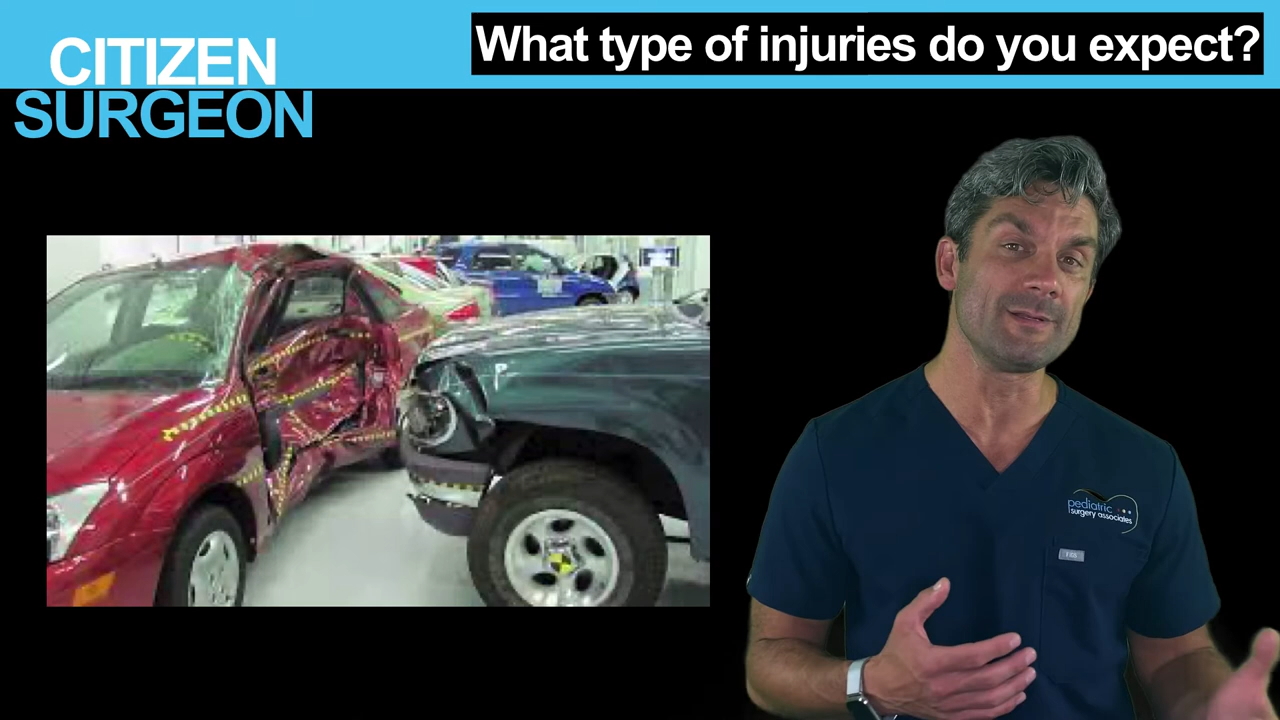 What type of injuries do you expect?
CITIZEN
SURGEON
P
pediatric
surgery associates